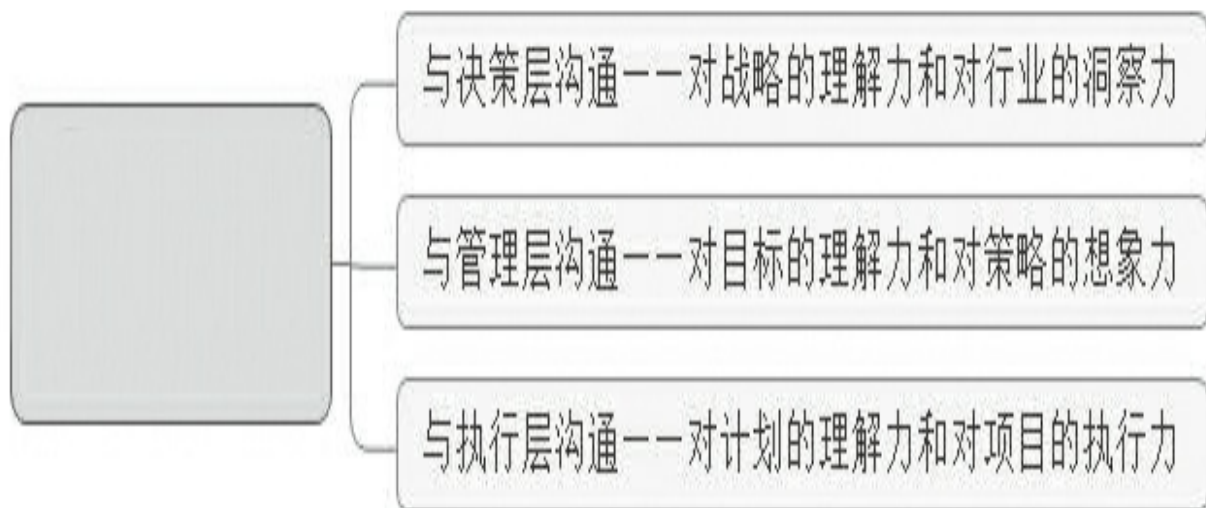 与决策层沟通——对战略的理解力和对行业的洞察力
与管理层沟通——对目标的理解力和对策略的想象力
与执行层沟通——对计划的理解力和对项目的执行力